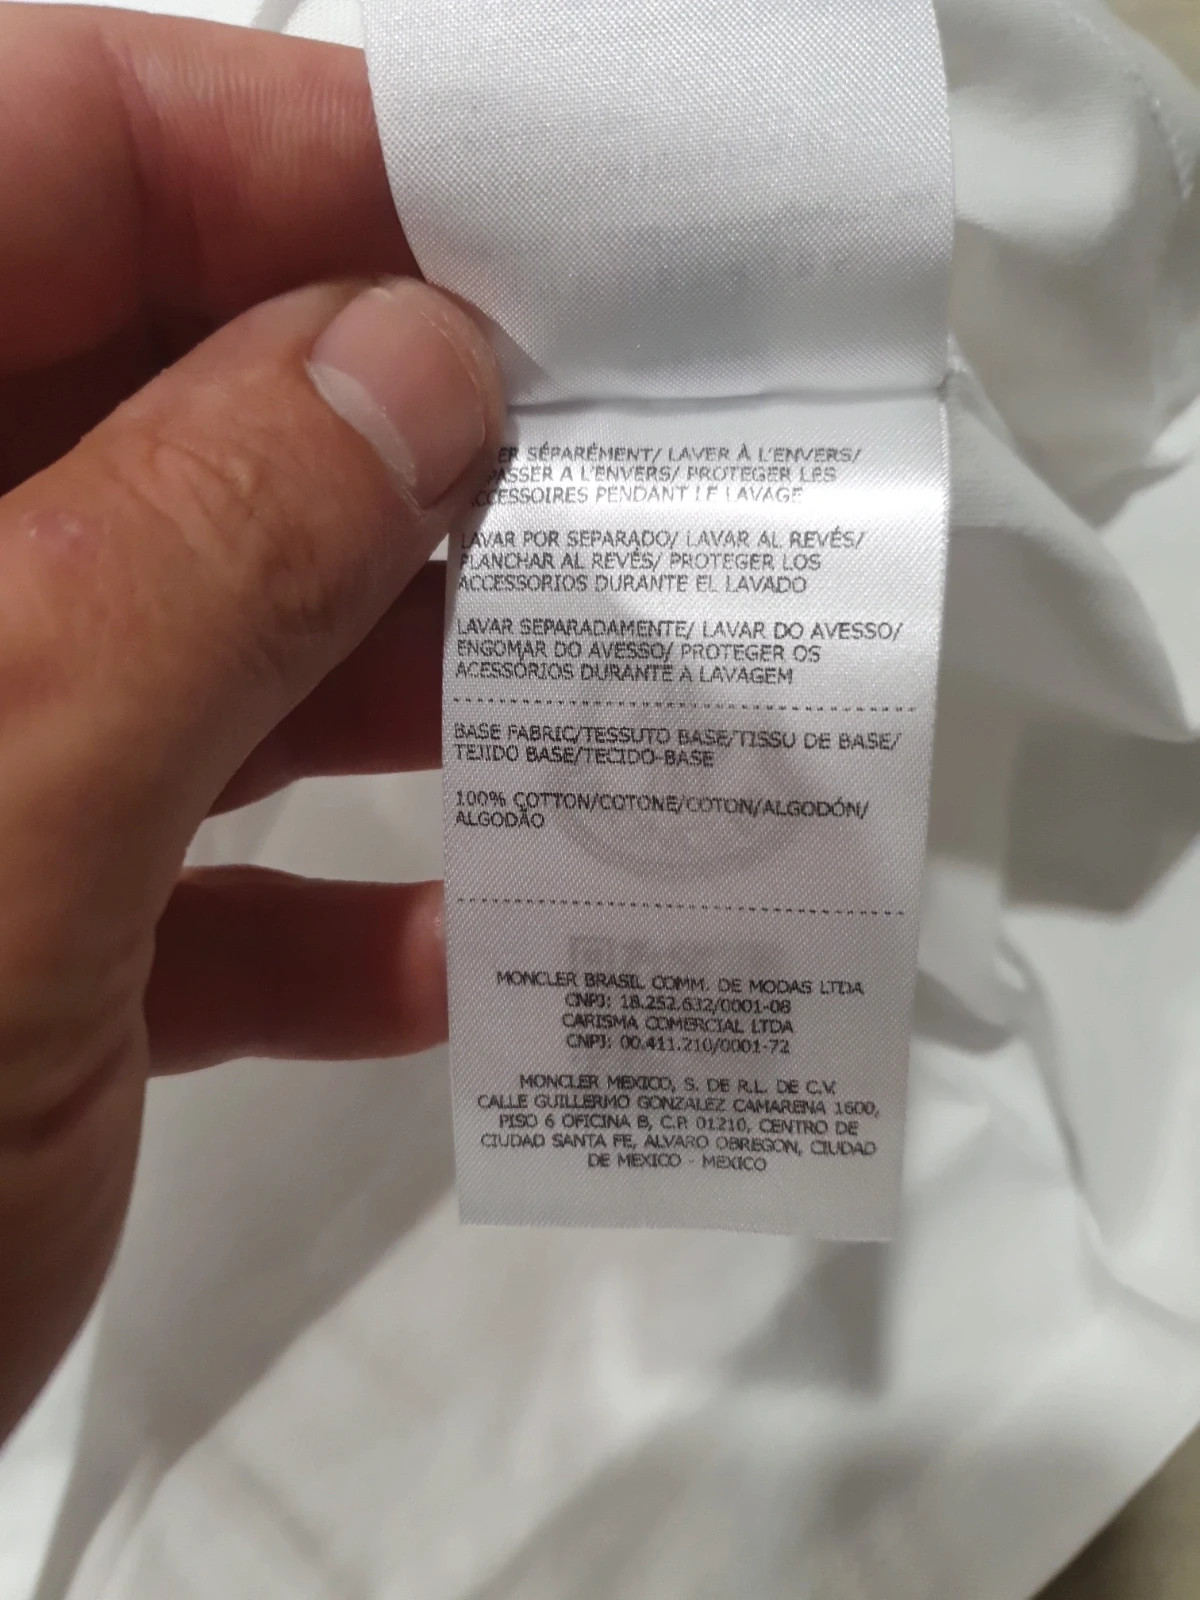 SÉPARÉMENT/ LAVER À L'ENVERS/
A L'ENVERS/ PROTEGER LES
PENDANT LE LAVAGE
LAVAR POR SEPARADO/ LAVAR AL REVÉS/
PLANCHAR AL REVÉS/ PROTEGER LOS
ACCESSORIOS DURANTE EL LAVADO
LAVAR SEPARADAMENTE/ LAVAR DO AVESSO/
ENGOMAR DO AVESSO/ PROTEGER OS
ACESSÓRIOS DURANTE A LAVAGEM
BASE FABRIC/TESSUTO BASE/TISSU DE BASE/
TEJIDO BASE/TECIDO-BASE
100% COTTON/COTONE/COTON/ALGODÓN/
ALGODÃO
MONCLER BRASIL COMM. DE MODAS LTDA
CNPJ: 18.252.632/0001-08
CARISMA COMERCIAL LTDA
CNPJ: 00.411.210/0001-72
MONCLER MEXICO, S. DE R.L. DE C.V.
CALLE GUILLERMO GONZALEZ CAMARENA 1600,
PISO 6 OFICINA B, C.P. 01210, CENTRO DE
CIUDAD SANTA FE, ALVARO OBREGON, CIUDAD
DE MEXICO - MEXICO